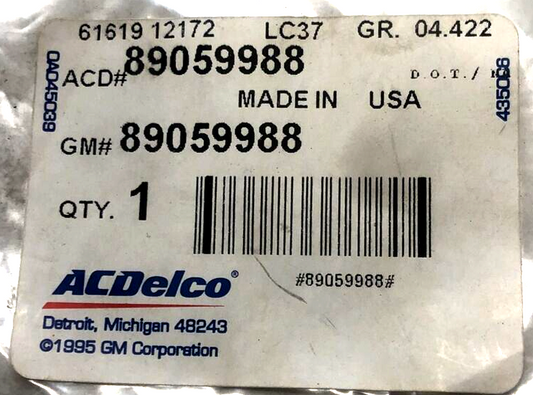 61619 12172 LC37 GR. 04.422
ACD# 89059988 D.O.T./
MADE IN USA
GM# 89059988
QTY. 1
#89059988#
ACDelco®
Detroit, Michigan 48243
©1995 GM Corporation
OAD45039
435006